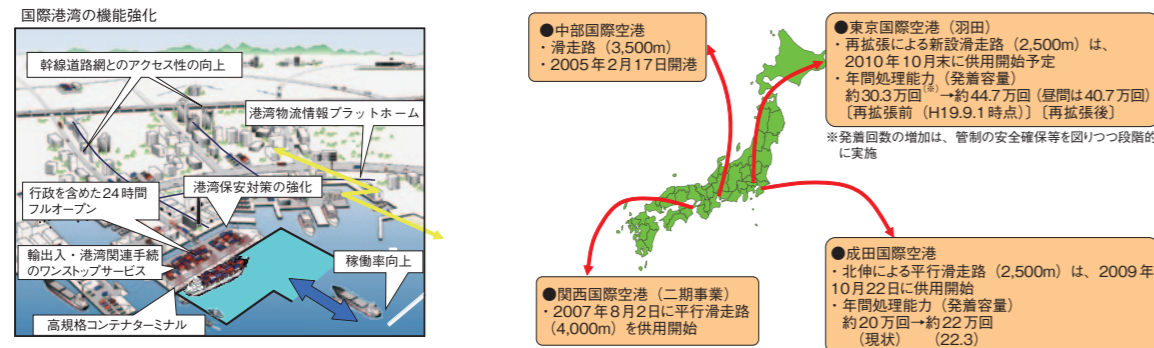 国際港湾の機能強化
幹線道路網とのアクセス性の向上
港湾物流情報プラットホーム
行政を含めた24時間
フルオープン
港湾保安対策の強化
輸出入・港湾関連手続
のワンストップサービス
稼働率向上
高規格コンテナターミナル
●中部国際空港
・滑走路（3,500m）
・2005年2月17日開港
●東京国際空港（羽田）
・再拡張による新設滑走路（2,500m）は、
2010年10月末に供用開始予定
・年間処理能力（発着容量）
約30.3万回(※)→約44.7万回（昼間は40.7万回）
〔再拡張前（H19.9.1時点）〕〔再拡張後〕
※発着回数の増加は、管制の安全確保等を図りつつ段階的
に実施
●関西国際空港（二期事業）
・2007年8月2日に平行滑走路
（4,000m）を供用開始
●成田国際空港
・北伸による平行滑走路（2,500m）は、2009年
10月22日に供用開始
・年間処理能力（発着容量）
約20万回→約22万回
（現状）　（22.3）